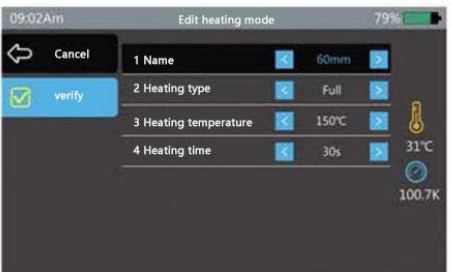 09:02Am Edit heating mode 79%
Cancel
verify
1 Name < 60mm >
2 Heating type < Full >
3 Heating temperature < 150℃ >
4 Heating time < 30s >
31℃
100.7K